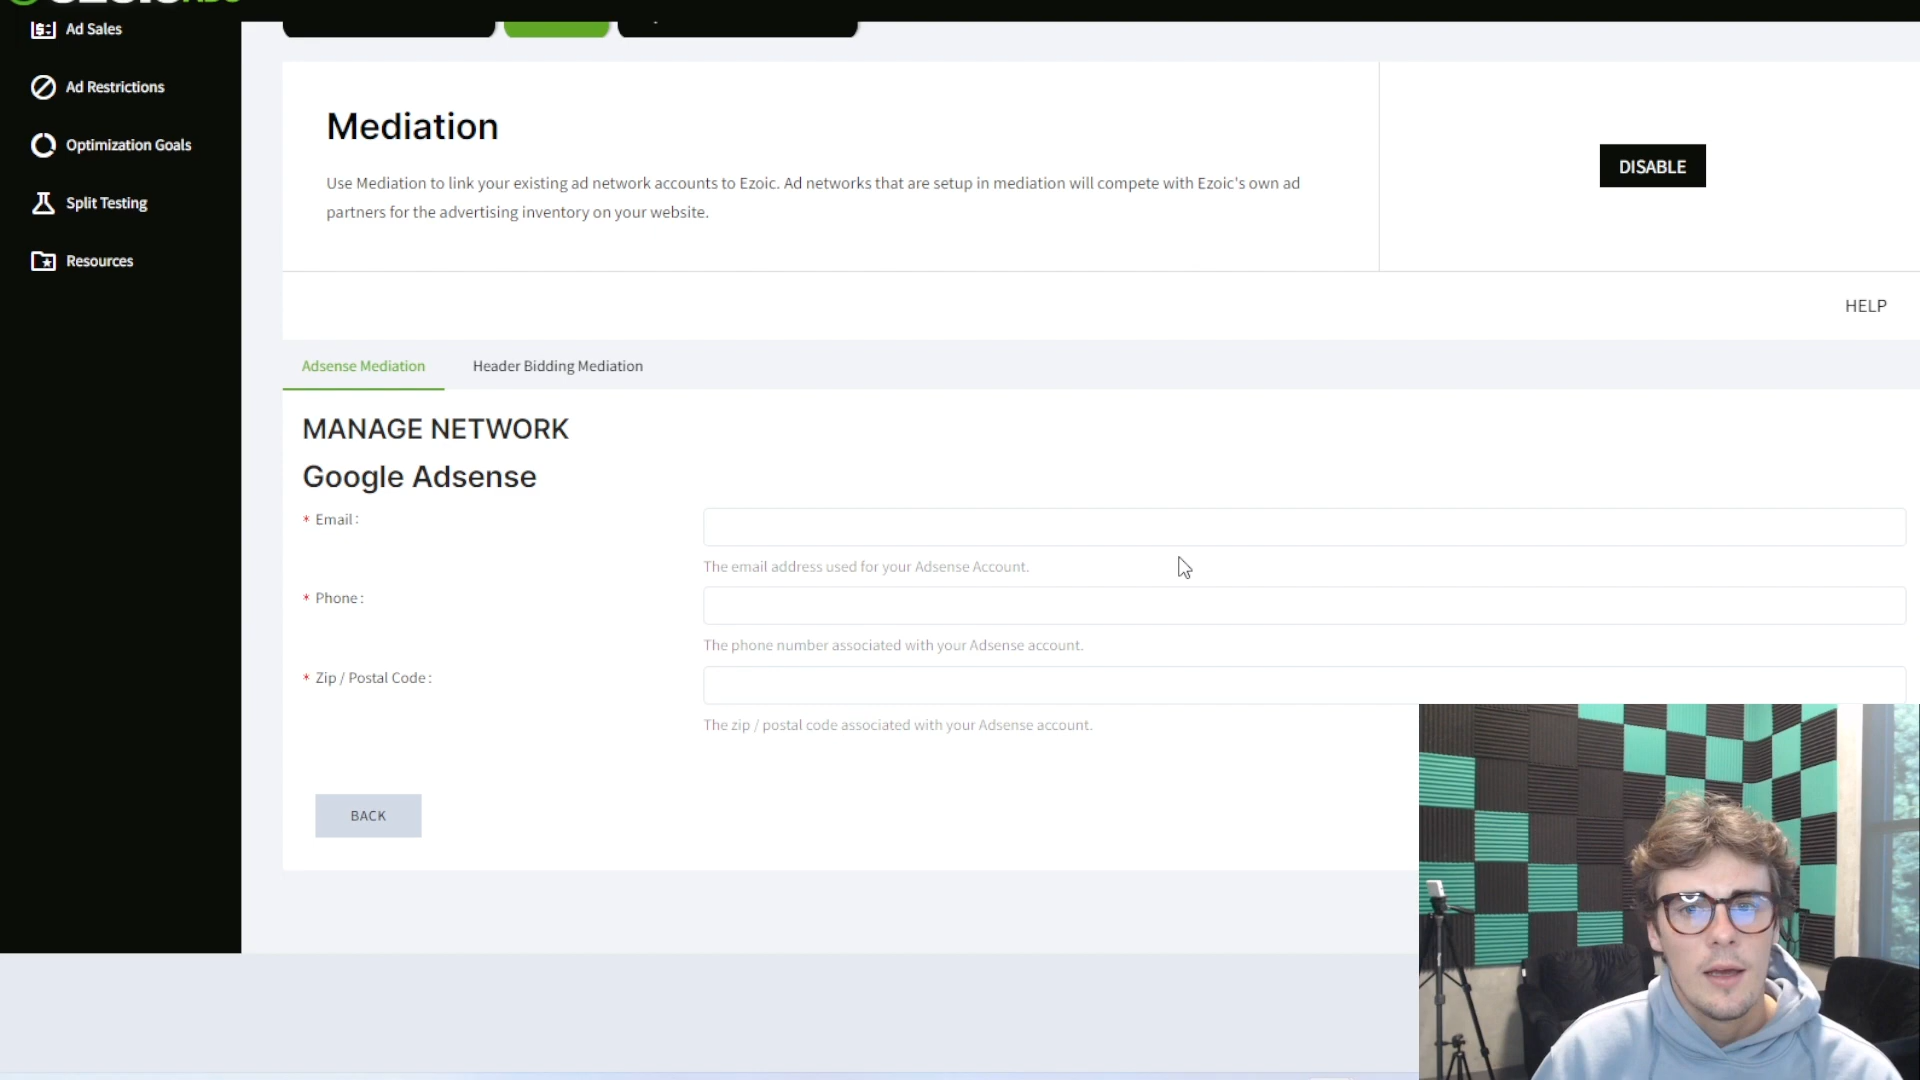 Ad Sales
Ad Restrictions
Optimization Goals
Split Testing
Resources
Mediation
Use Mediation to link your existing ad network accounts to Ezoic. Ad networks that are setup in mediation will compete with Ezoic's own ad
partners for the advertising inventory on your website.
DISABLE
HELP
Adsense Mediation
Header Bidding Mediation
MANAGE NETWORK
Google Adsense
* Email :
The email address used for your Adsense Account.
* Phone :
The phone number associated with your Adsense account.
* Zip / Postal Code :
The zip / postal code associated with your Adsense account.
BACK